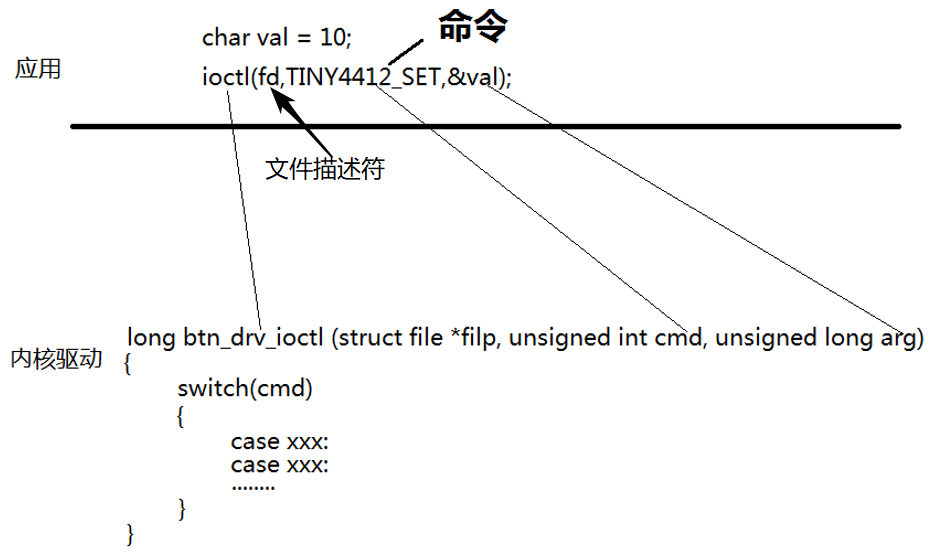 char val = 10;
命令
应用
ioctl(fd,TINY4412_SET,&val);
文件描述符
long btn_drv_ioctl (struct file *filp, unsigned int cmd, unsigned long arg)
内核驱动
{
switch(cmd)
{
case xxx:
case xxx:
........
}
}